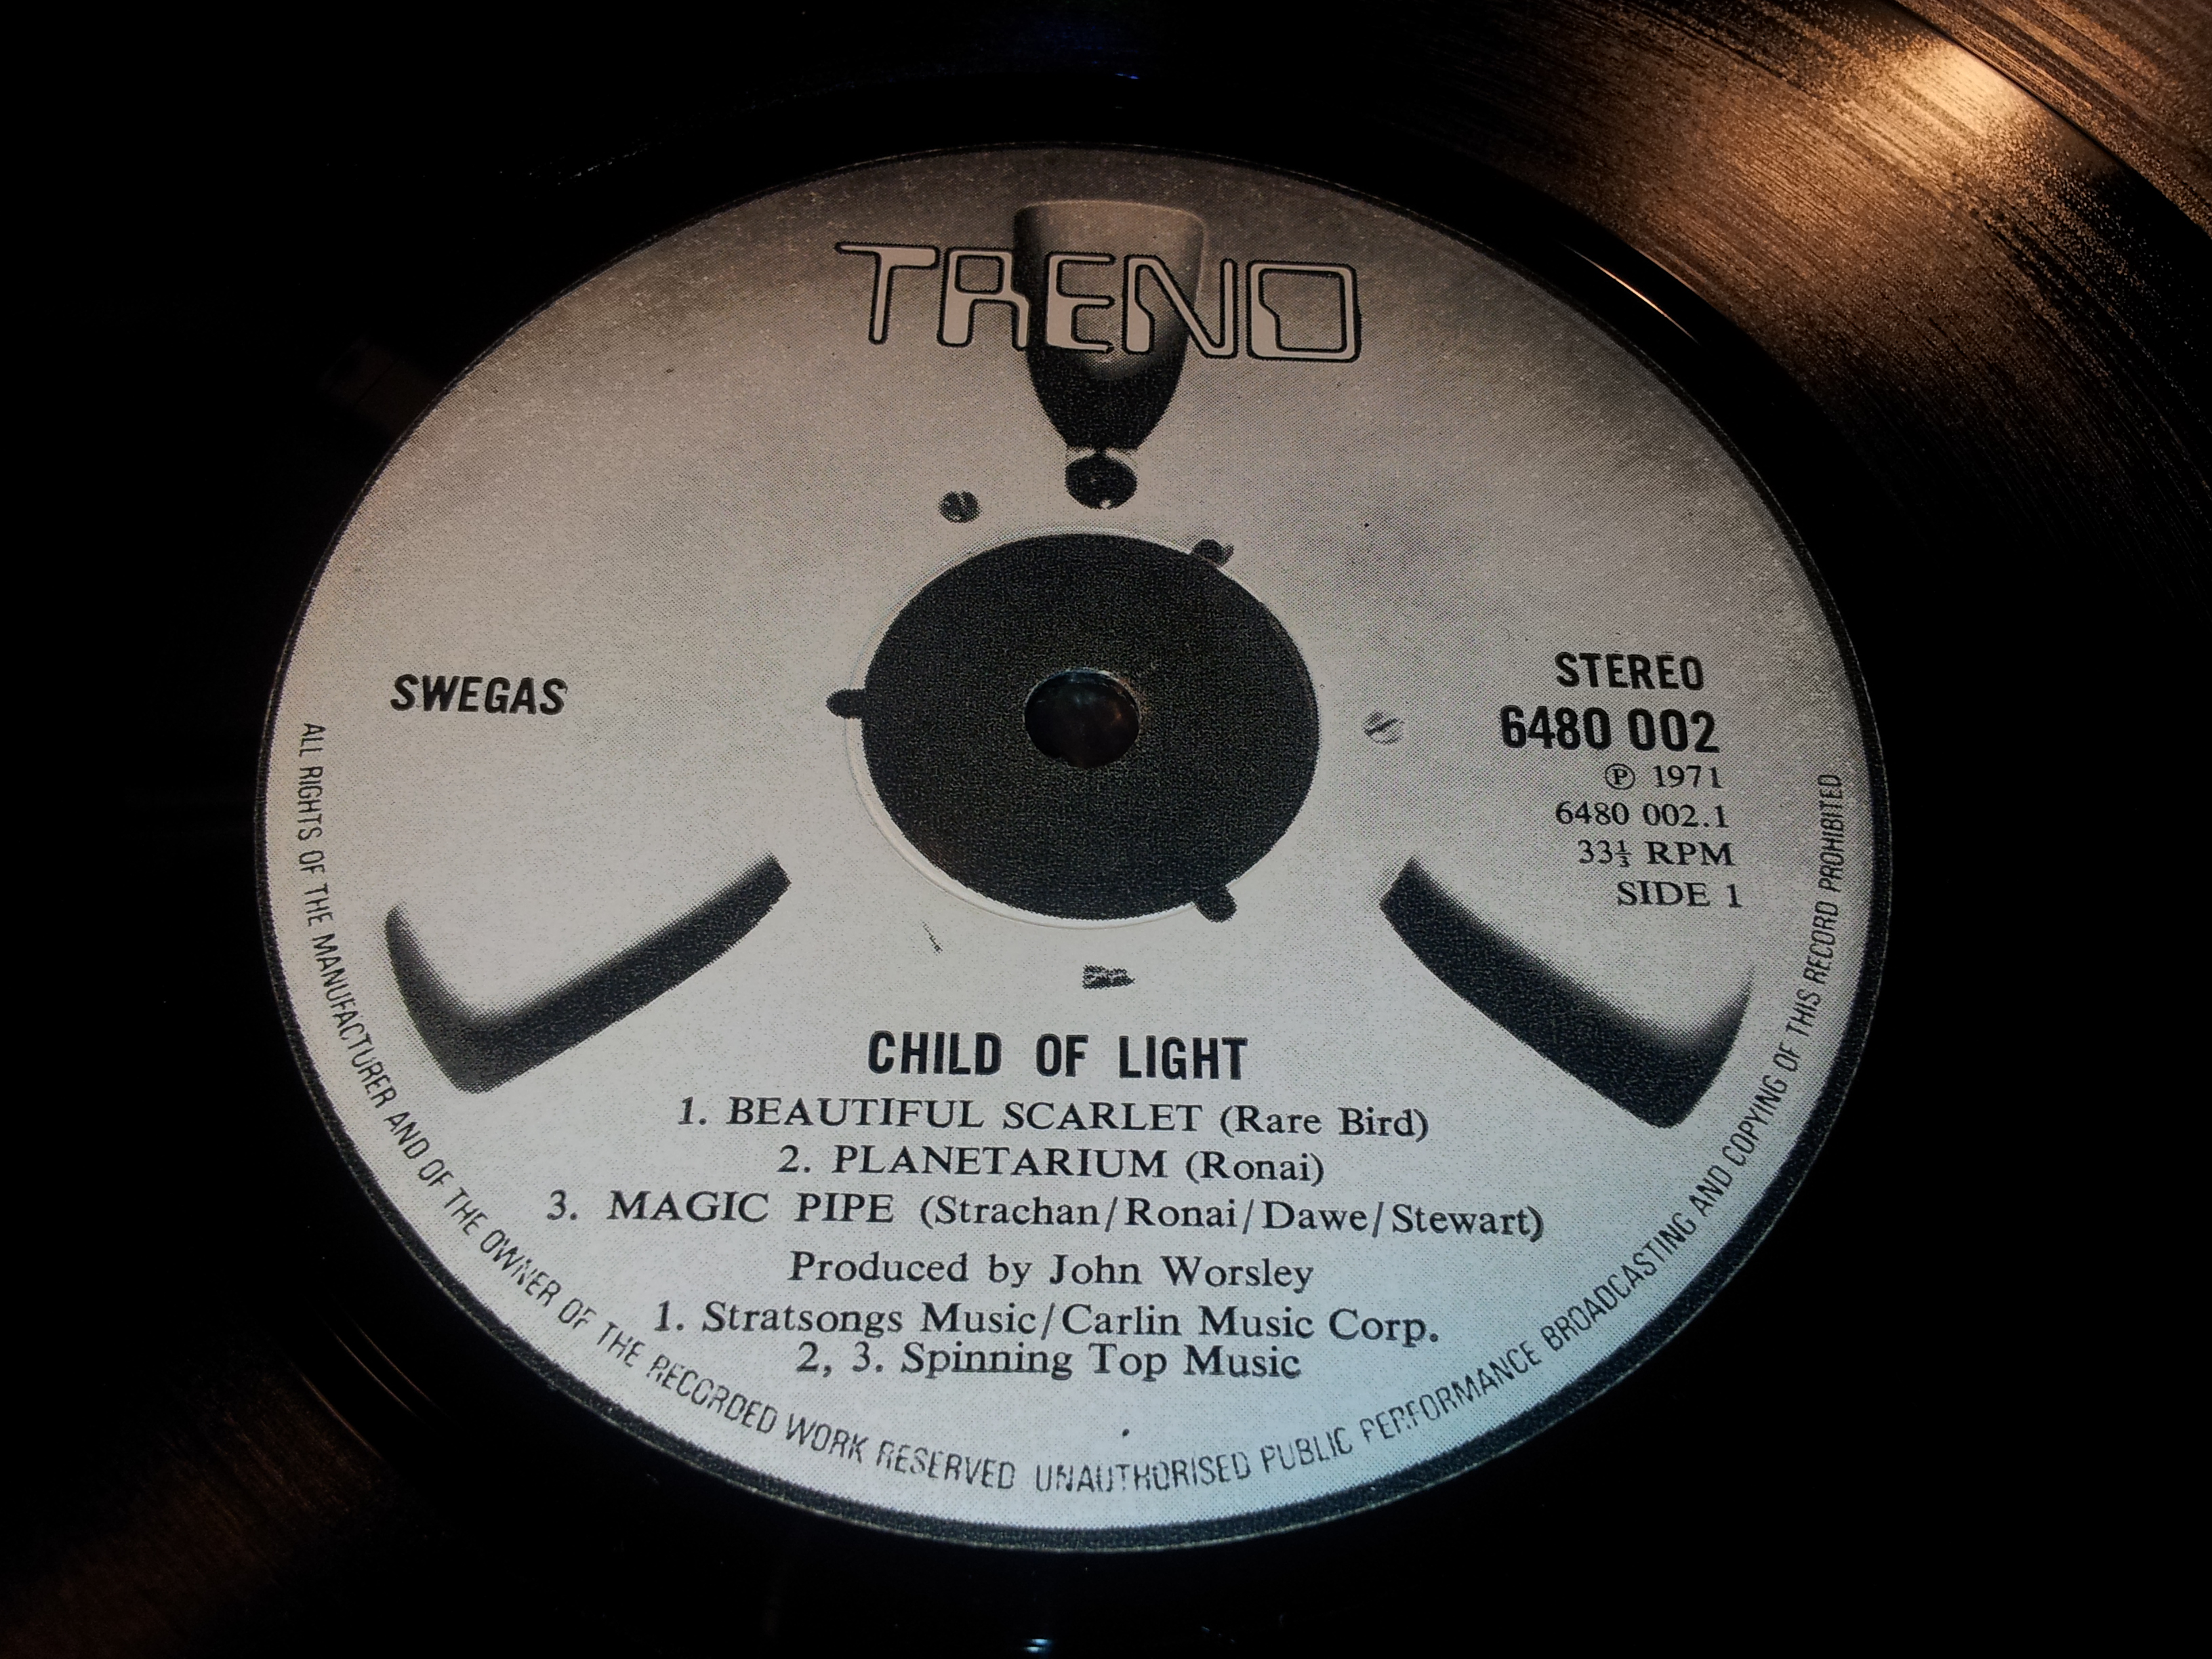 TREND
SWEGAS
STEREO
6480 002
Ⓟ 1971
6480 002.1
33⅓ RPM
SIDE 1
CHILD OF LIGHT
1. BEAUTIFUL SCARLET (Rare Bird)
2. PLANETARIUM (Ronai)
3. MAGIC PIPE (Strachan/Ronai/Dawe/Stewart)
Produced by John Worsley
1. Stratsongs Music/Carlin Music Corp.
2, 3. Spinning Top Music
ALL RIGHTS OF THE MANUFACTURER AND OF THE OWNER OF THE RECORDED WORK RESERVED UNAUTHORISED PUBLIC PERFORMANCE BROADCASTING AND COPYING OF THIS RECORD PROHIBITED